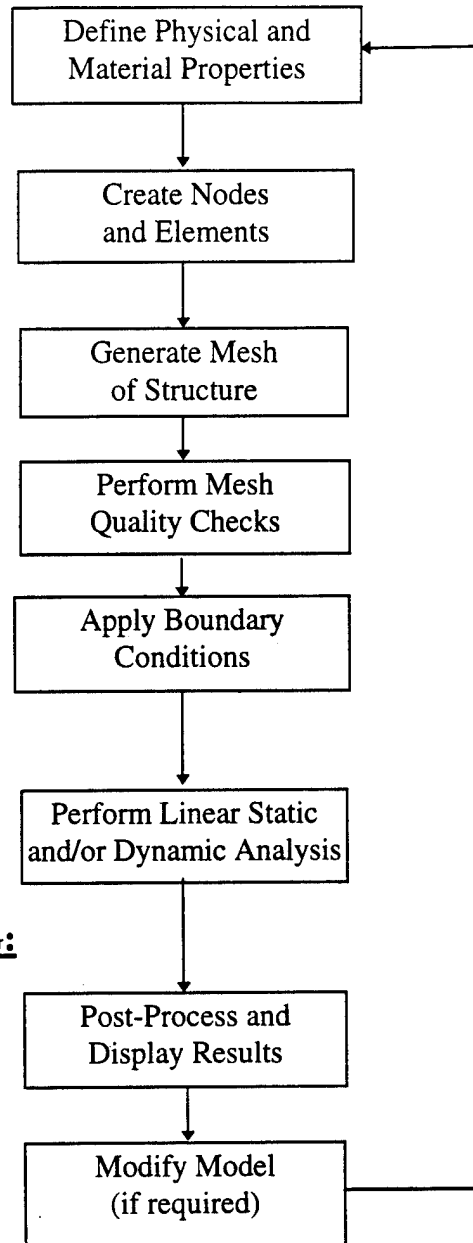 Define Physical and
Material Properties
Create Nodes
and Elements
Generate Mesh
of Structure
Perform Mesh
Quality Checks
Apply Boundary
Conditions
Perform Linear Static
and/or Dynamic Analysis
Post-Process and
Display Results
Modify Model
(if required)